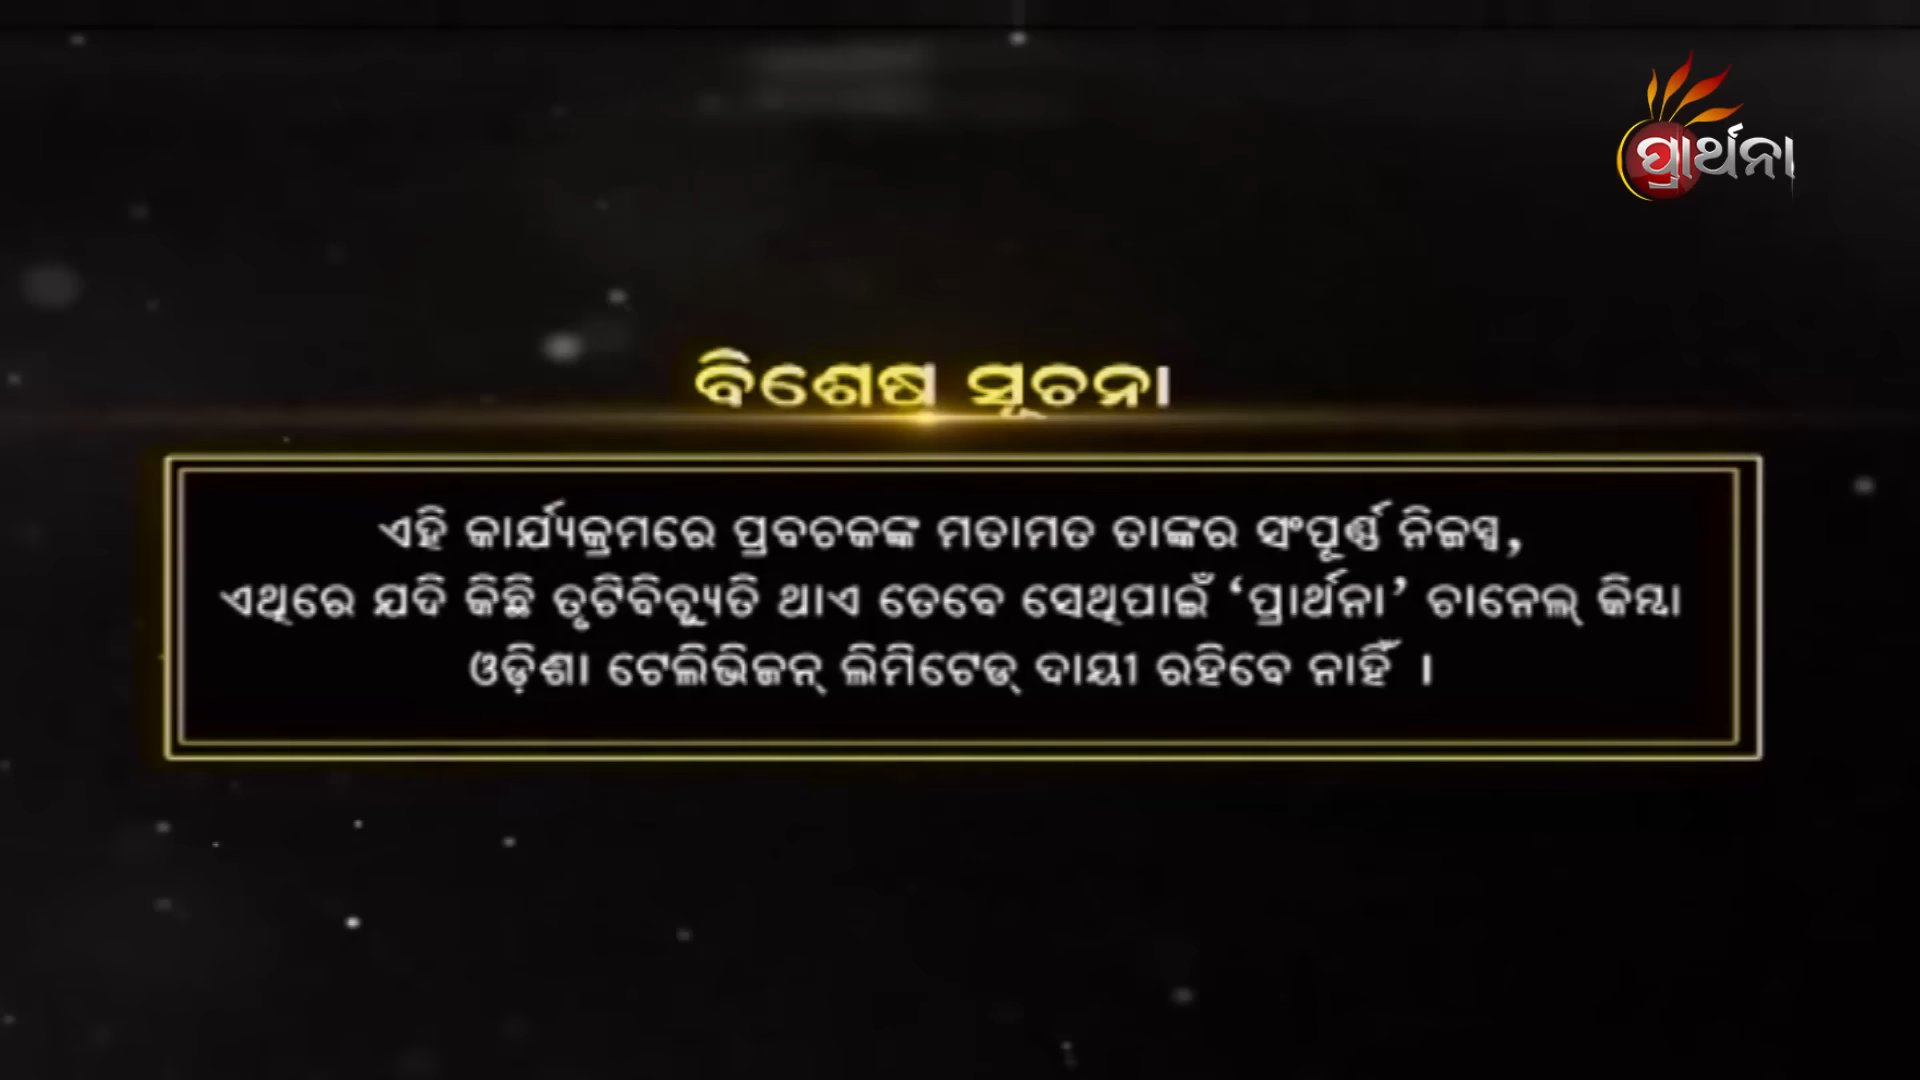 ପ୍ରାର୍ଥନା
ବିଶେଷ ସୂଚନା
ଏହି କାର୍ଯ୍ୟକ୍ରମରେ ପ୍ରବଚକଙ୍କ ମତାମତ ତାଙ୍କର ସଂପୂର୍ଣ୍ଣ ନିଜସ୍ୱ,
ଏଥିରେ ଯଦି କିଛି ତୃଟିବିଚ୍ୟୁତି ଥାଏ ତେବେ ସେଥିପାଇଁ ‘ପ୍ରାର୍ଥନା’ ଚାନେଲ୍ କିମ୍ବା
ଓଡ଼ିଶା ଟେଲିଭିଜନ୍ ଲିମିଟେଡ୍ ଦାୟୀ ରହିବେ ନାହିଁ ।